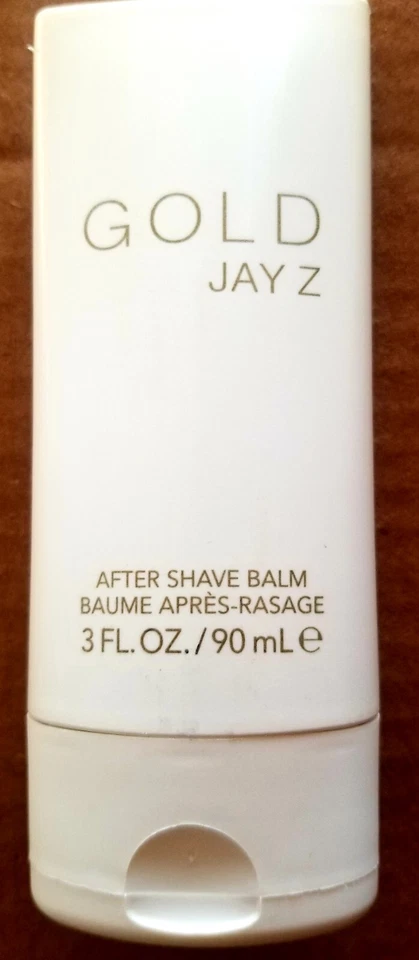 GOLD
JAY Z
AFTER SHAVE BALM
BAUME APRÈS-RASAGE
3 FL. OZ. / 90 mL ℮